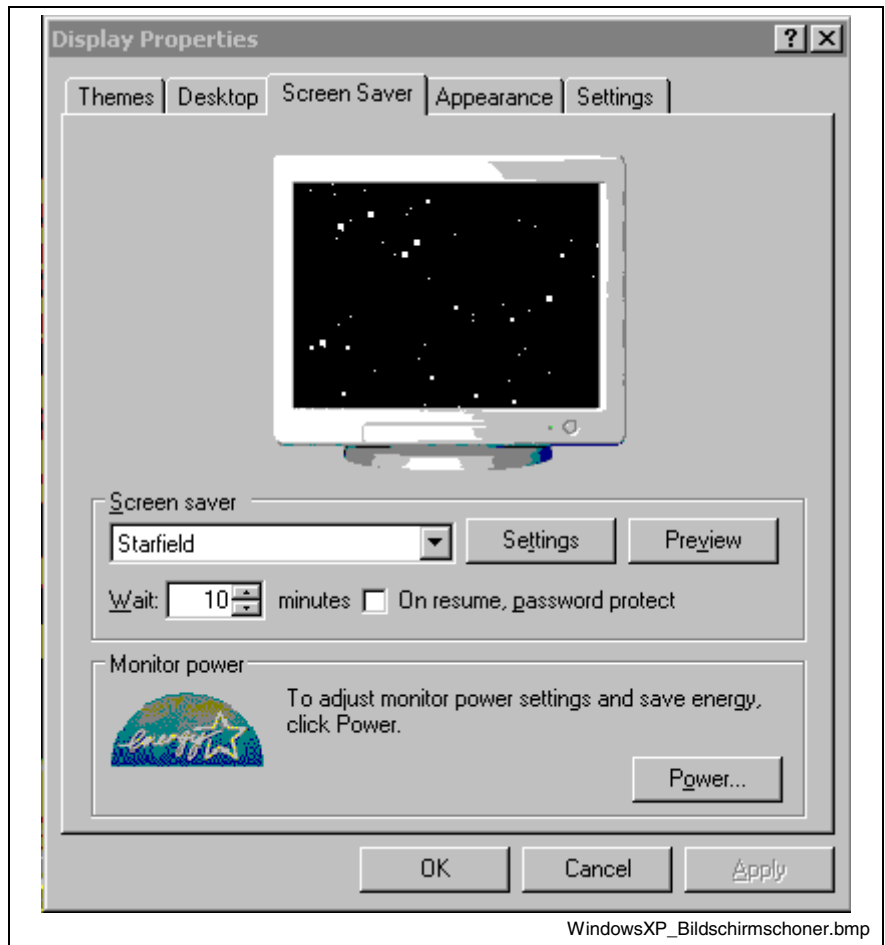 Display Properties
Themes Desktop Screen Saver Appearance Settings
Screen saver
Starfield Settings Preview
Wait: 10 minutes On resume, password protect
Monitor power
energy To adjust monitor power settings and save energy,
click Power.
Power...
OK Cancel Apply
WindowsXP_Bildschirmschoner.bmp